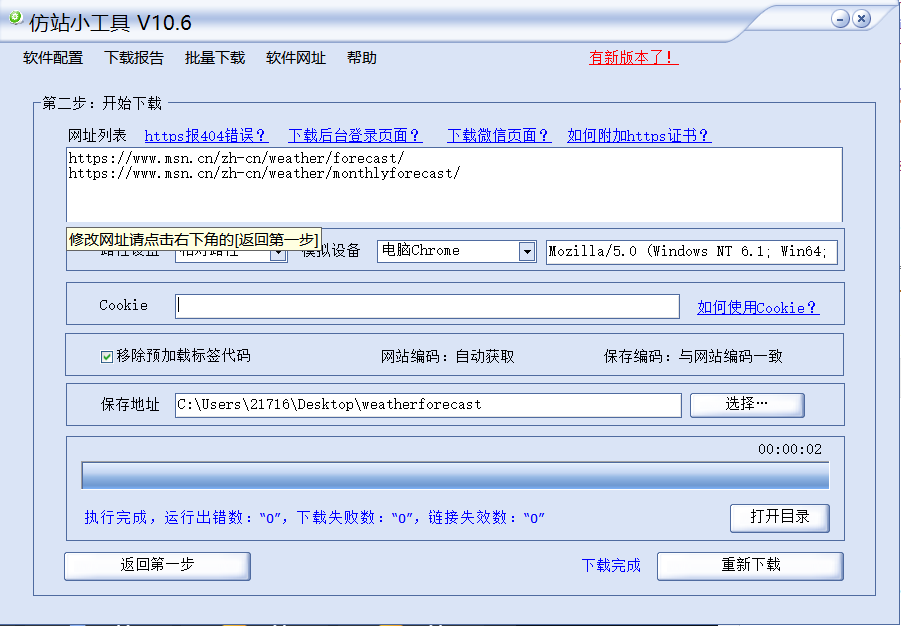 仿站小工具 V10.6
软件配置 下载报告 批量下载 软件网址 帮助 有新版本了!
第二步：开始下载
网址列表 https报404错误? 下载后台登录页面? 下载微信页面? 如何附加https证书?
https://www.msn.cn/zh-cn/weather/forecast/
https://www.msn.cn/zh-cn/weather/monthlyforecast/
修改网址请点击右下角的[返回第一步]
路径设置 相对路径 模拟设备 电脑Chrome Mozilla/5.0 (Windows NT 6.1; Win64;
Cookie 如何使用Cookie?
移除预加载标签代码 网站编码：自动获取 保存编码：与网站编码一致
保存地址 C:\Users\21716\Desktop\weatherforecast 选择…
00:00:02
执行完成，运行出错数：“0”，下载失败数：“0”，链接失效数：“0” 打开目录
返回第一步 下载完成 重新下载